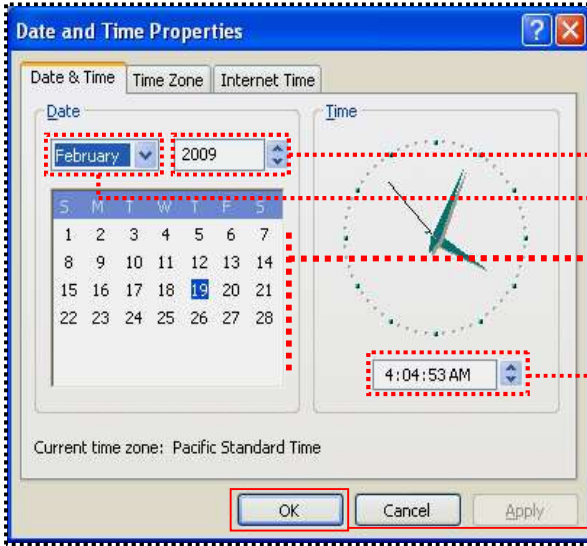 Date and Time Properties
Date & Time Time Zone Internet Time
Date
February 2009
S M T W T F S
1 2 3 4 5 6 7
8 9 10 11 12 13 14
15 16 17 18 19 20 21
22 23 24 25 26 27 28
Time
4:04:53 AM
Current time zone: Pacific Standard Time
OK Cancel Apply